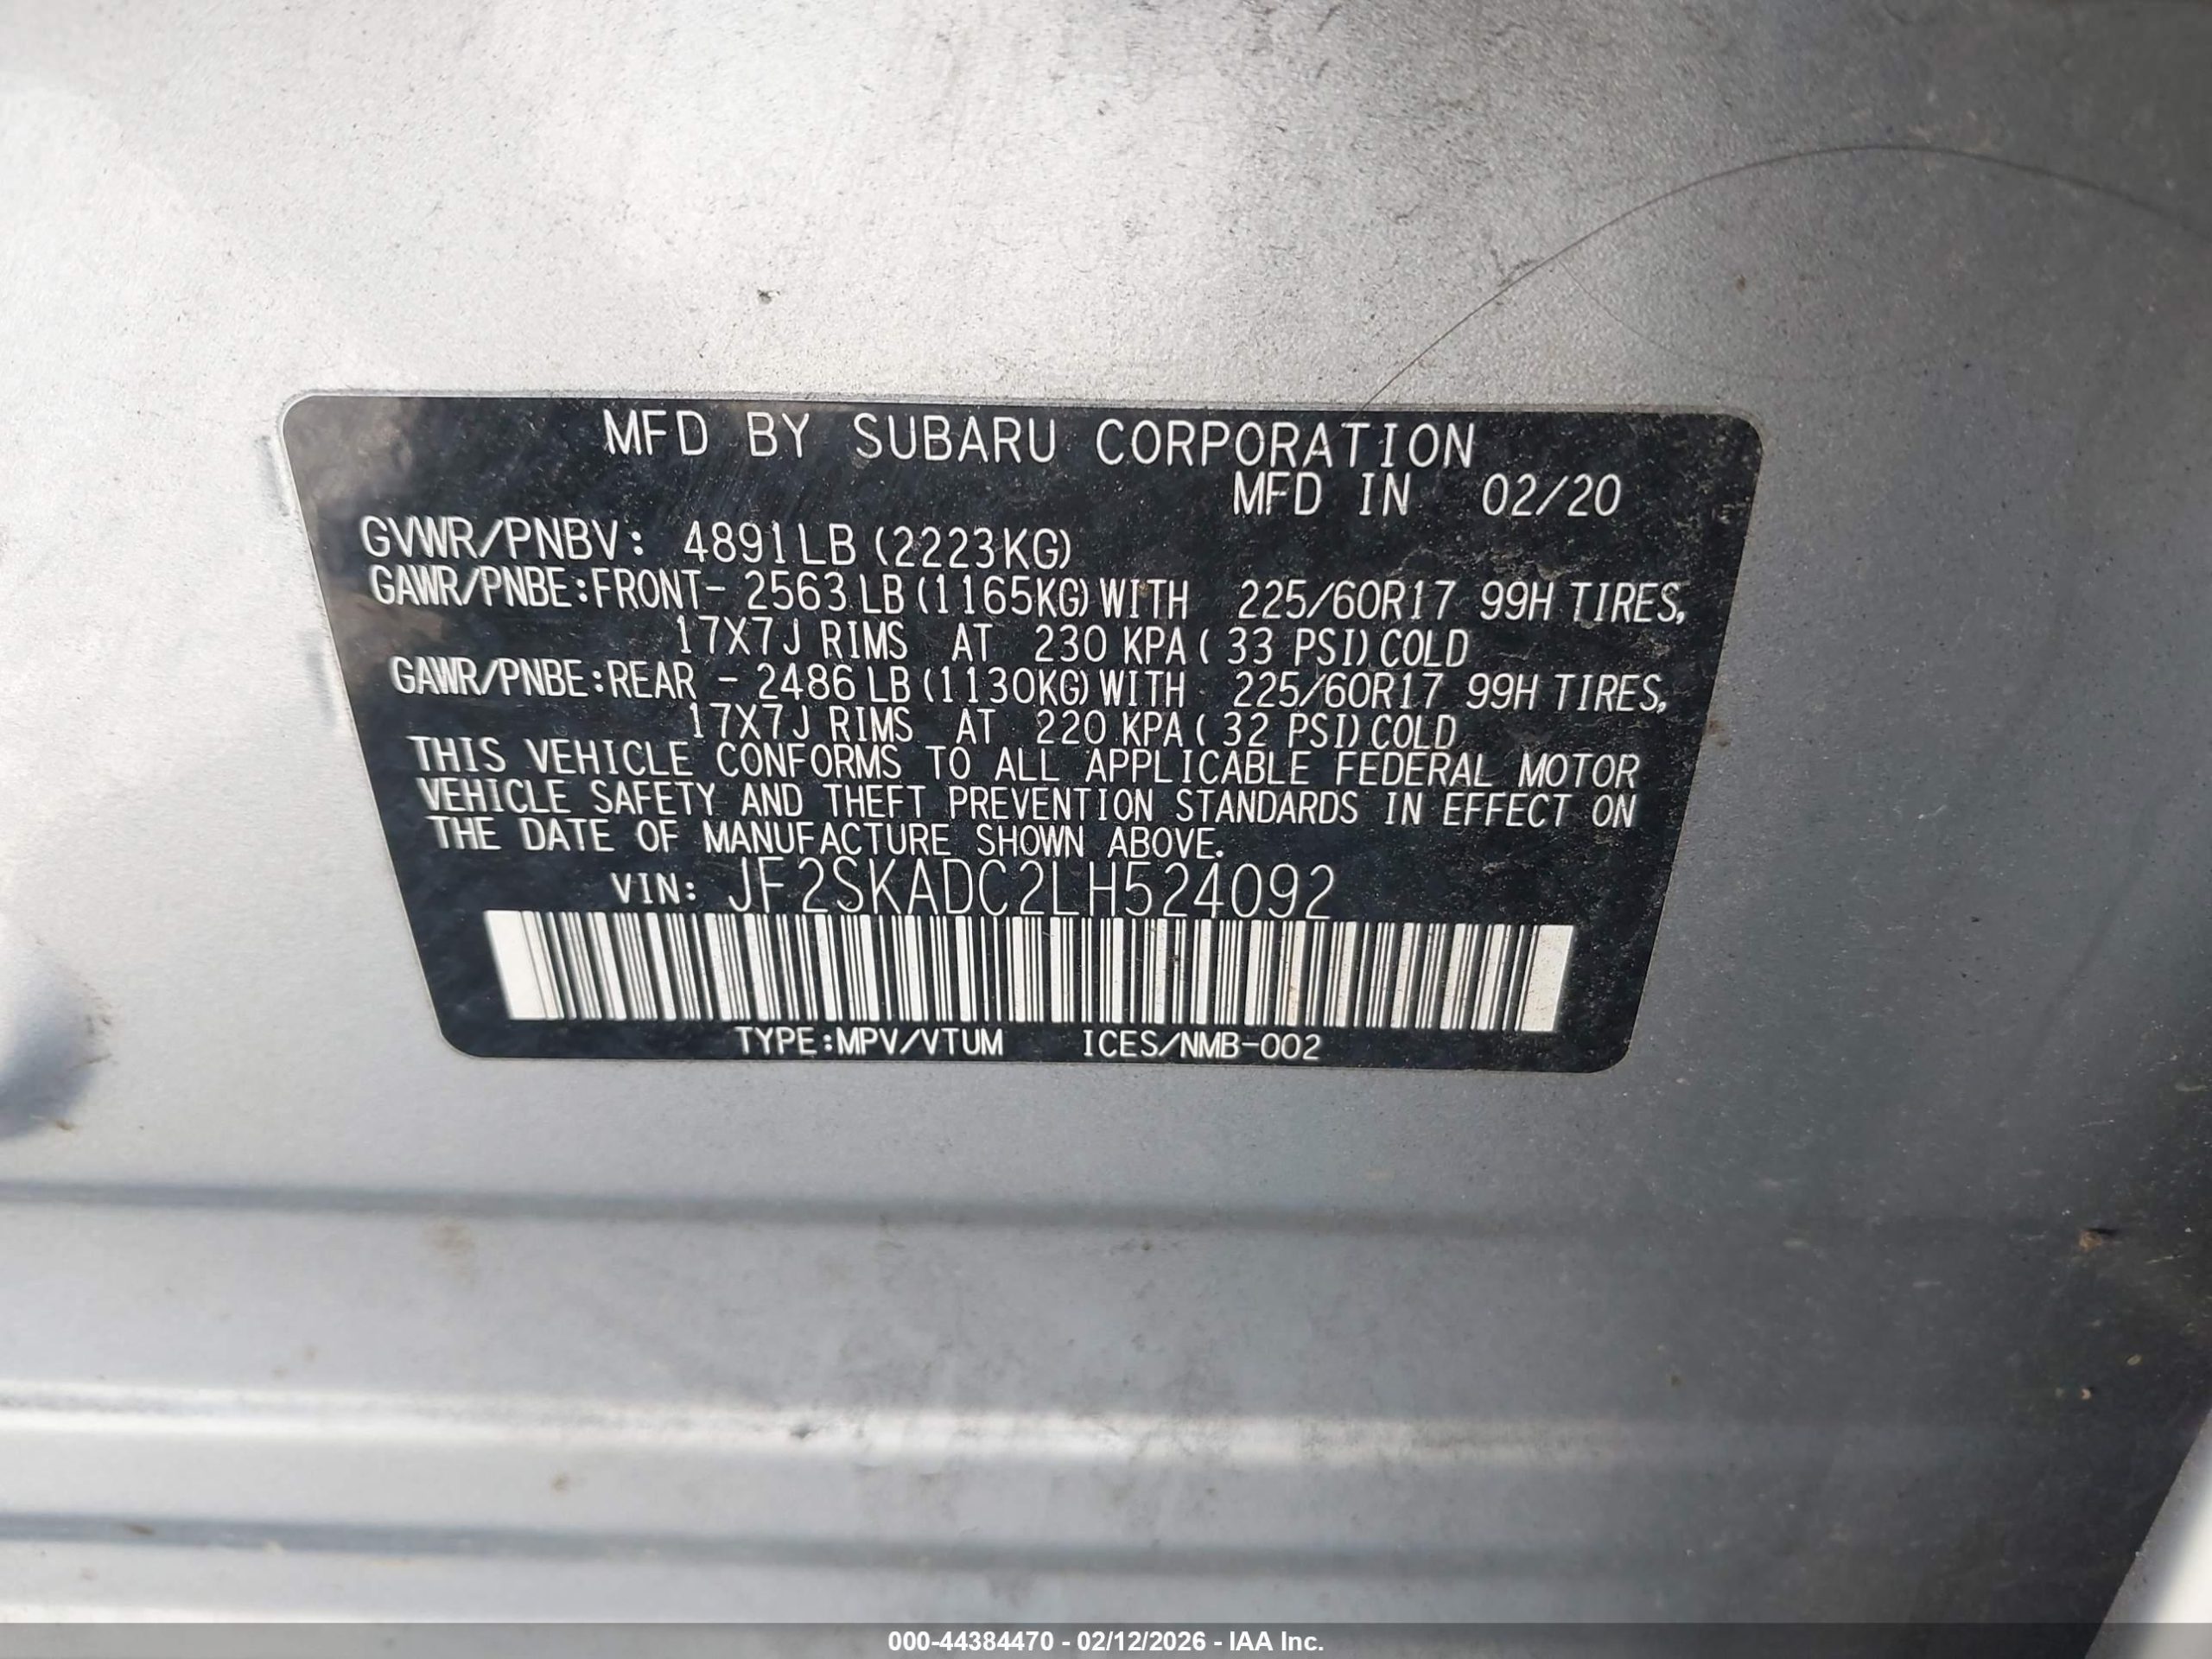 MFD BY SUBARU CORPORATION
MFD IN 02/20
GVWR/PNBV: 4891LB (2223KG)
GAWR/PNBE:FRONT- 2563 LB (1165KG) WITH 225/60R17 99H TIRES,
17X7J RIMS AT 230 KPA ( 33 PSI) COLD
GAWR/PNBE:REAR - 2486 LB (1130KG) WITH 225/60R17 99H TIRES,
17X7J RIMS AT 220 KPA ( 32 PSI) COLD
THIS VEHICLE CONFORMS TO ALL APPLICABLE FEDERAL MOTOR
VEHICLE SAFETY AND THEFT PREVENTION STANDARDS IN EFFECT ON
THE DATE OF MANUFACTURE SHOWN ABOVE.
VIN: JF2SKADC2LH524092
TYPE:MPV/VTUM ICES/NMB-002
000-44384470 - 02/12/2026 - IAA Inc.